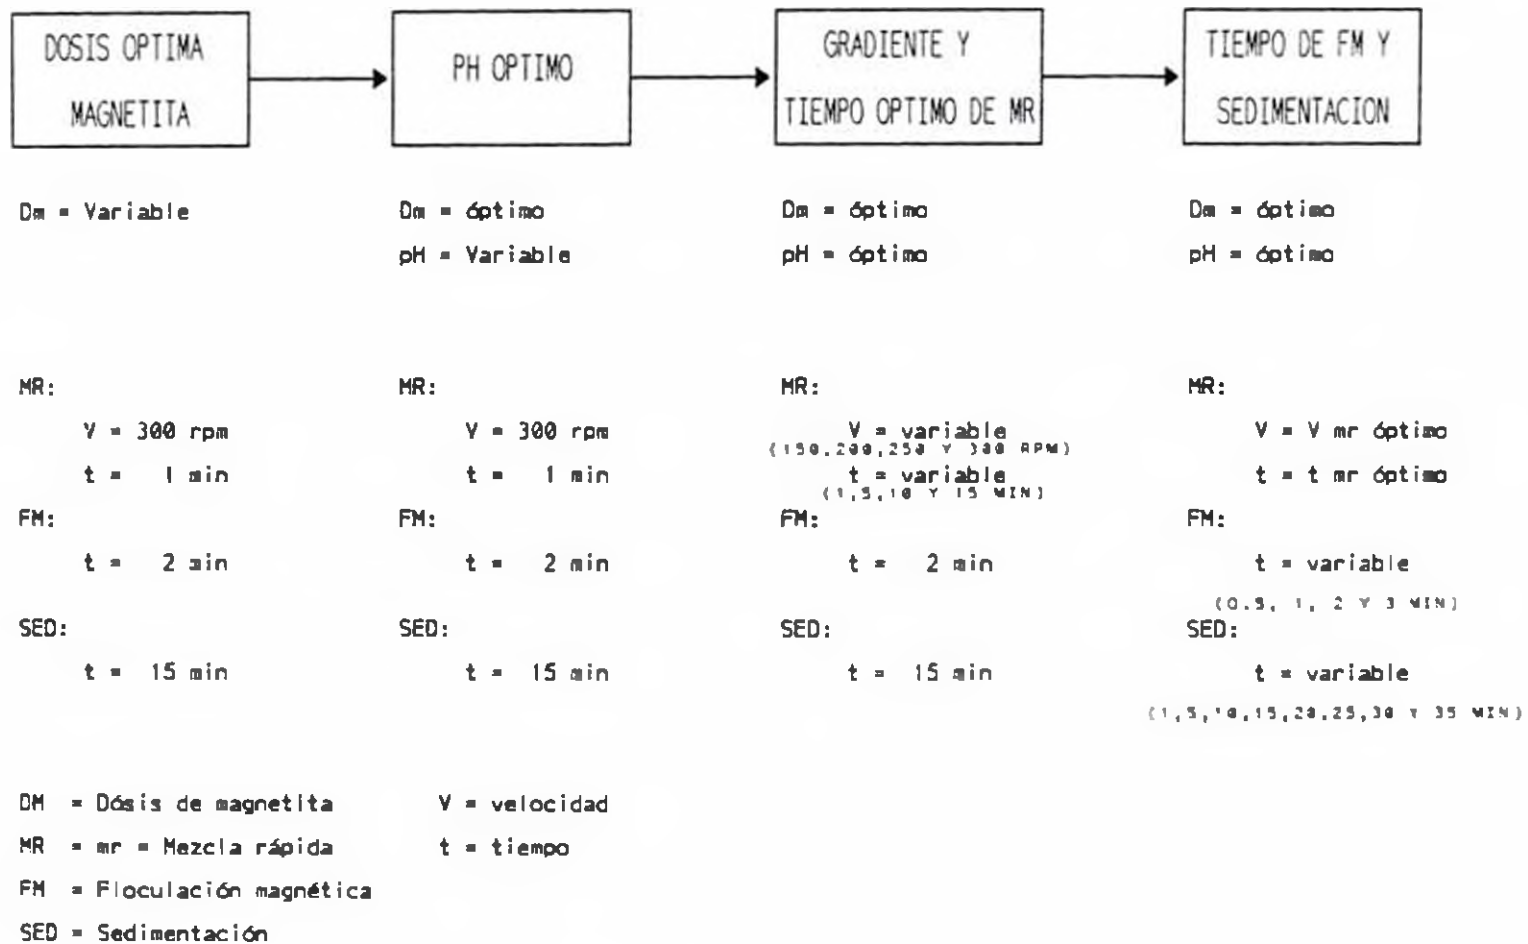 DOSIS OPTIMA
MAGNETITA
PH OPTIMO
GRADIENTE Y
TIEMPO OPTIMO DE MR
TIEMPO DE FM Y
SEDIMENTACION
Dm = Variable
Dm = óptimo
pH = Variable
Dm = óptimo
pH = óptimo
Dm = óptimo
pH = óptimo
MR:
V = 300 rpm
t = 1 min
FM:
t = 2 min
SED:
t = 15 min
MR:
V = 300 rpm
t = 1 min
FM:
t = 2 min
SED:
t = 15 min
MR:
V = variable
(150,200,250 Y 300 RPM)
t = variable
(1,5,10 Y 15 MIN)
FM:
t = 2 min
SED:
t = 15 min
MR:
V = V mr óptimo
t = t mr óptimo
FM:
t = variable
(0.5, 1, 2 Y 3 MIN)
SED:
t = variable
(1,5,10,15,20,25,30 Y 35 MIN)
DM = Dósis de magnetita
MR = mr = Mezcla rápida
FM = Floculación magnética
SED = Sedimentación
V = velocidad
t = tiempo